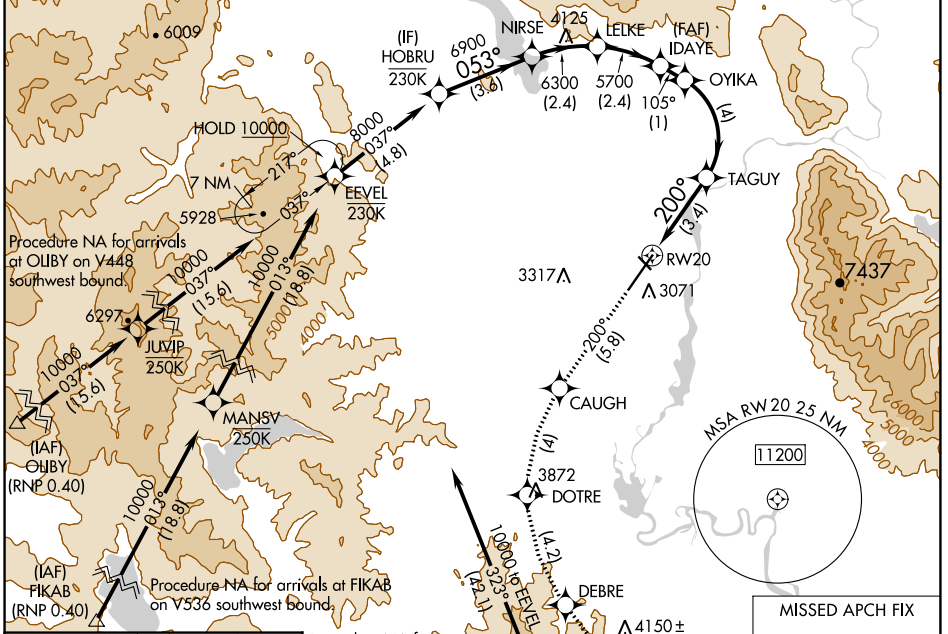 6009
(IF)
HOBRU
230K
6900
053°
(3.6)
NIRSE
4125
LELKE
(FAF)
IDAYE
OYIKA
6300
(2.4)
5700
(2.4)
105°
(1)
(4)
HOLD 10000
8000
037°
(4.8)
217°
7 NM
037°
EEVEL
230K
5928
TAGUY
200°
(3.4)
RW20
Procedure NA for arrivals
at OLIBY on V448
southwest bound.
10000
037°
(15.6)
10000
013°
(18.8)
5000
4000
3317
3071
7437
6297
JUVIP
250K
10000
037°
(15.6)
200°
(5.8)
MANSV
250K
CAUGH
(IAF)
OLIBY
(RNP 0.40)
6000
5000
4000
MSA RW20 25 NM
11200
(4)
3872
DOTRE
10000
013°
(18.8)
(4.2)
10000 to EEVEL
323°
(42.1)
(IAF)
FIKAB
(RNP 0.40)
Procedure NA for arrivals at FIKAB
on V536 southwest bound.
DEBRE
4150±
MISSED APCH FIX